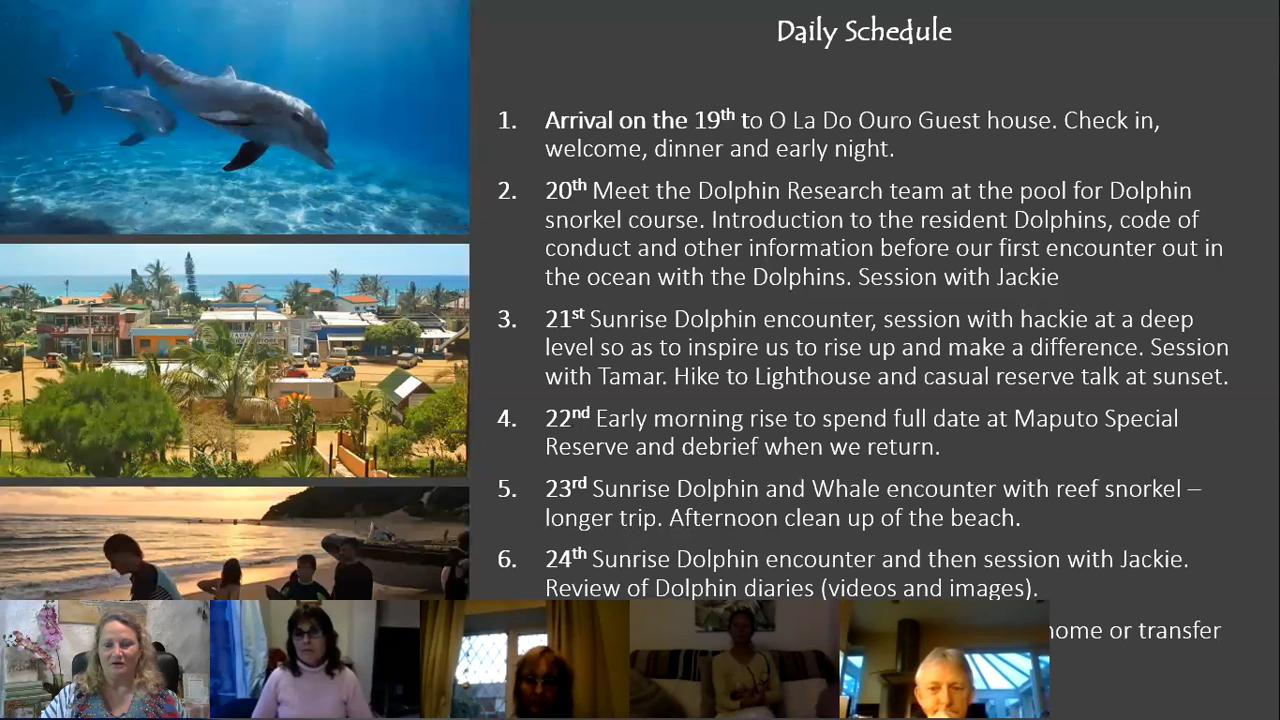 Daily Schedule
1. Arrival on the 19th to O La Do Ouro Guest house. Check in,
welcome, dinner and early night.
2. 20th Meet the Dolphin Research team at the pool for Dolphin
snorkel course. Introduction to the resident Dolphins, code of
conduct and other information before our first encounter out in
the ocean with the Dolphins. Session with Jackie
3. 21st Sunrise Dolphin encounter, session with hackie at a deep
level so as to inspire us to rise up and make a difference. Session
with Tamar. Hike to Lighthouse and casual reserve talk at sunset.
4. 22nd Early morning rise to spend full date at Maputo Special
Reserve and debrief when we return.
5. 23rd Sunrise Dolphin and Whale encounter with reef snorkel –
longer trip. Afternoon clean up of the beach.
6. 24th Sunrise Dolphin encounter and then session with Jackie.
Review of Dolphin diaries (videos and images).
home or transfer